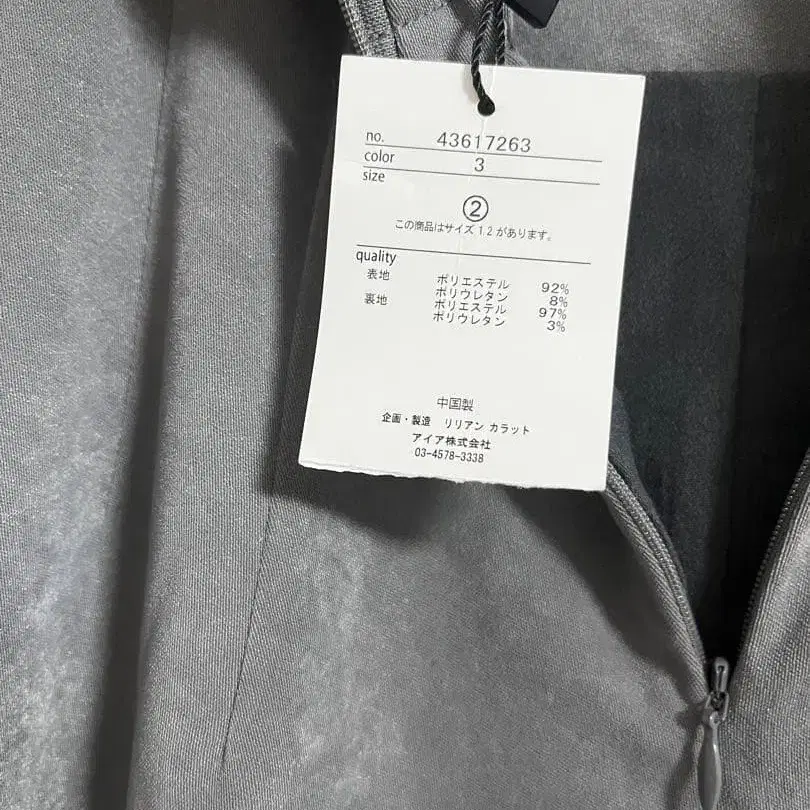 no. 43617263
color 3
size
②
この商品はサイズ 1.2 があります。
quality
表地 ポリエステル 92%
ポリウレタン 8%
裏地 ポリエステル 97%
ポリウレタン 3%
中国製
企画・製造 リリアン カラット
アイア株式会社
03-4578-3338